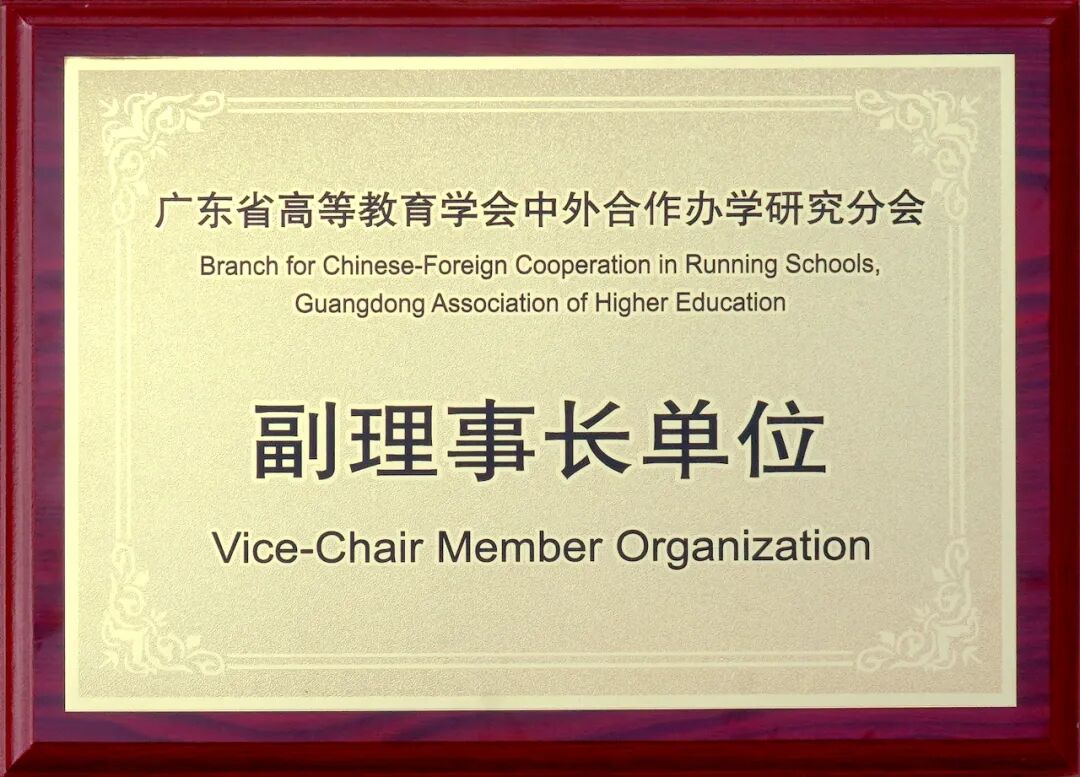 广东省高等教育学会中外合作办学研究分会
Branch for Chinese-Foreign Cooperation in Running Schools,
Guangdong Association of Higher Education
副理事长单位
Vice-Chair Member Organization